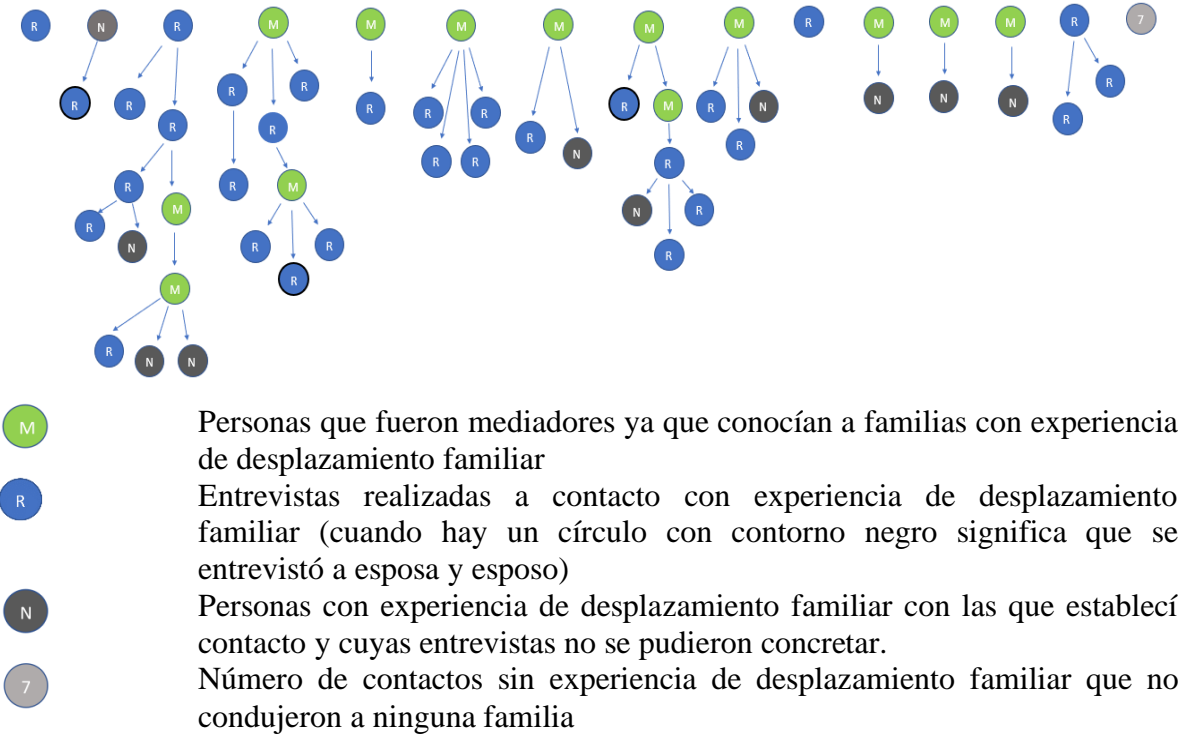 R N R M M M M M M R M M M R 7
R R R R R R R R R R N R M R N N N N R R
R R R R R N R
R M R M R
R N R R R N R R
M R
R N N
M Personas que fueron mediadores ya que conocían a familias con experiencia
de desplazamiento familiar
R Entrevistas realizadas a contacto con experiencia de desplazamiento
familiar (cuando hay un círculo con contorno negro significa que se
entrevistó a esposa y esposo)
N Personas con experiencia de desplazamiento familiar con las que establecí
contacto y cuyas entrevistas no se pudieron concretar.
7 Número de contactos sin experiencia de desplazamiento familiar que no
condujeron a ninguna familia